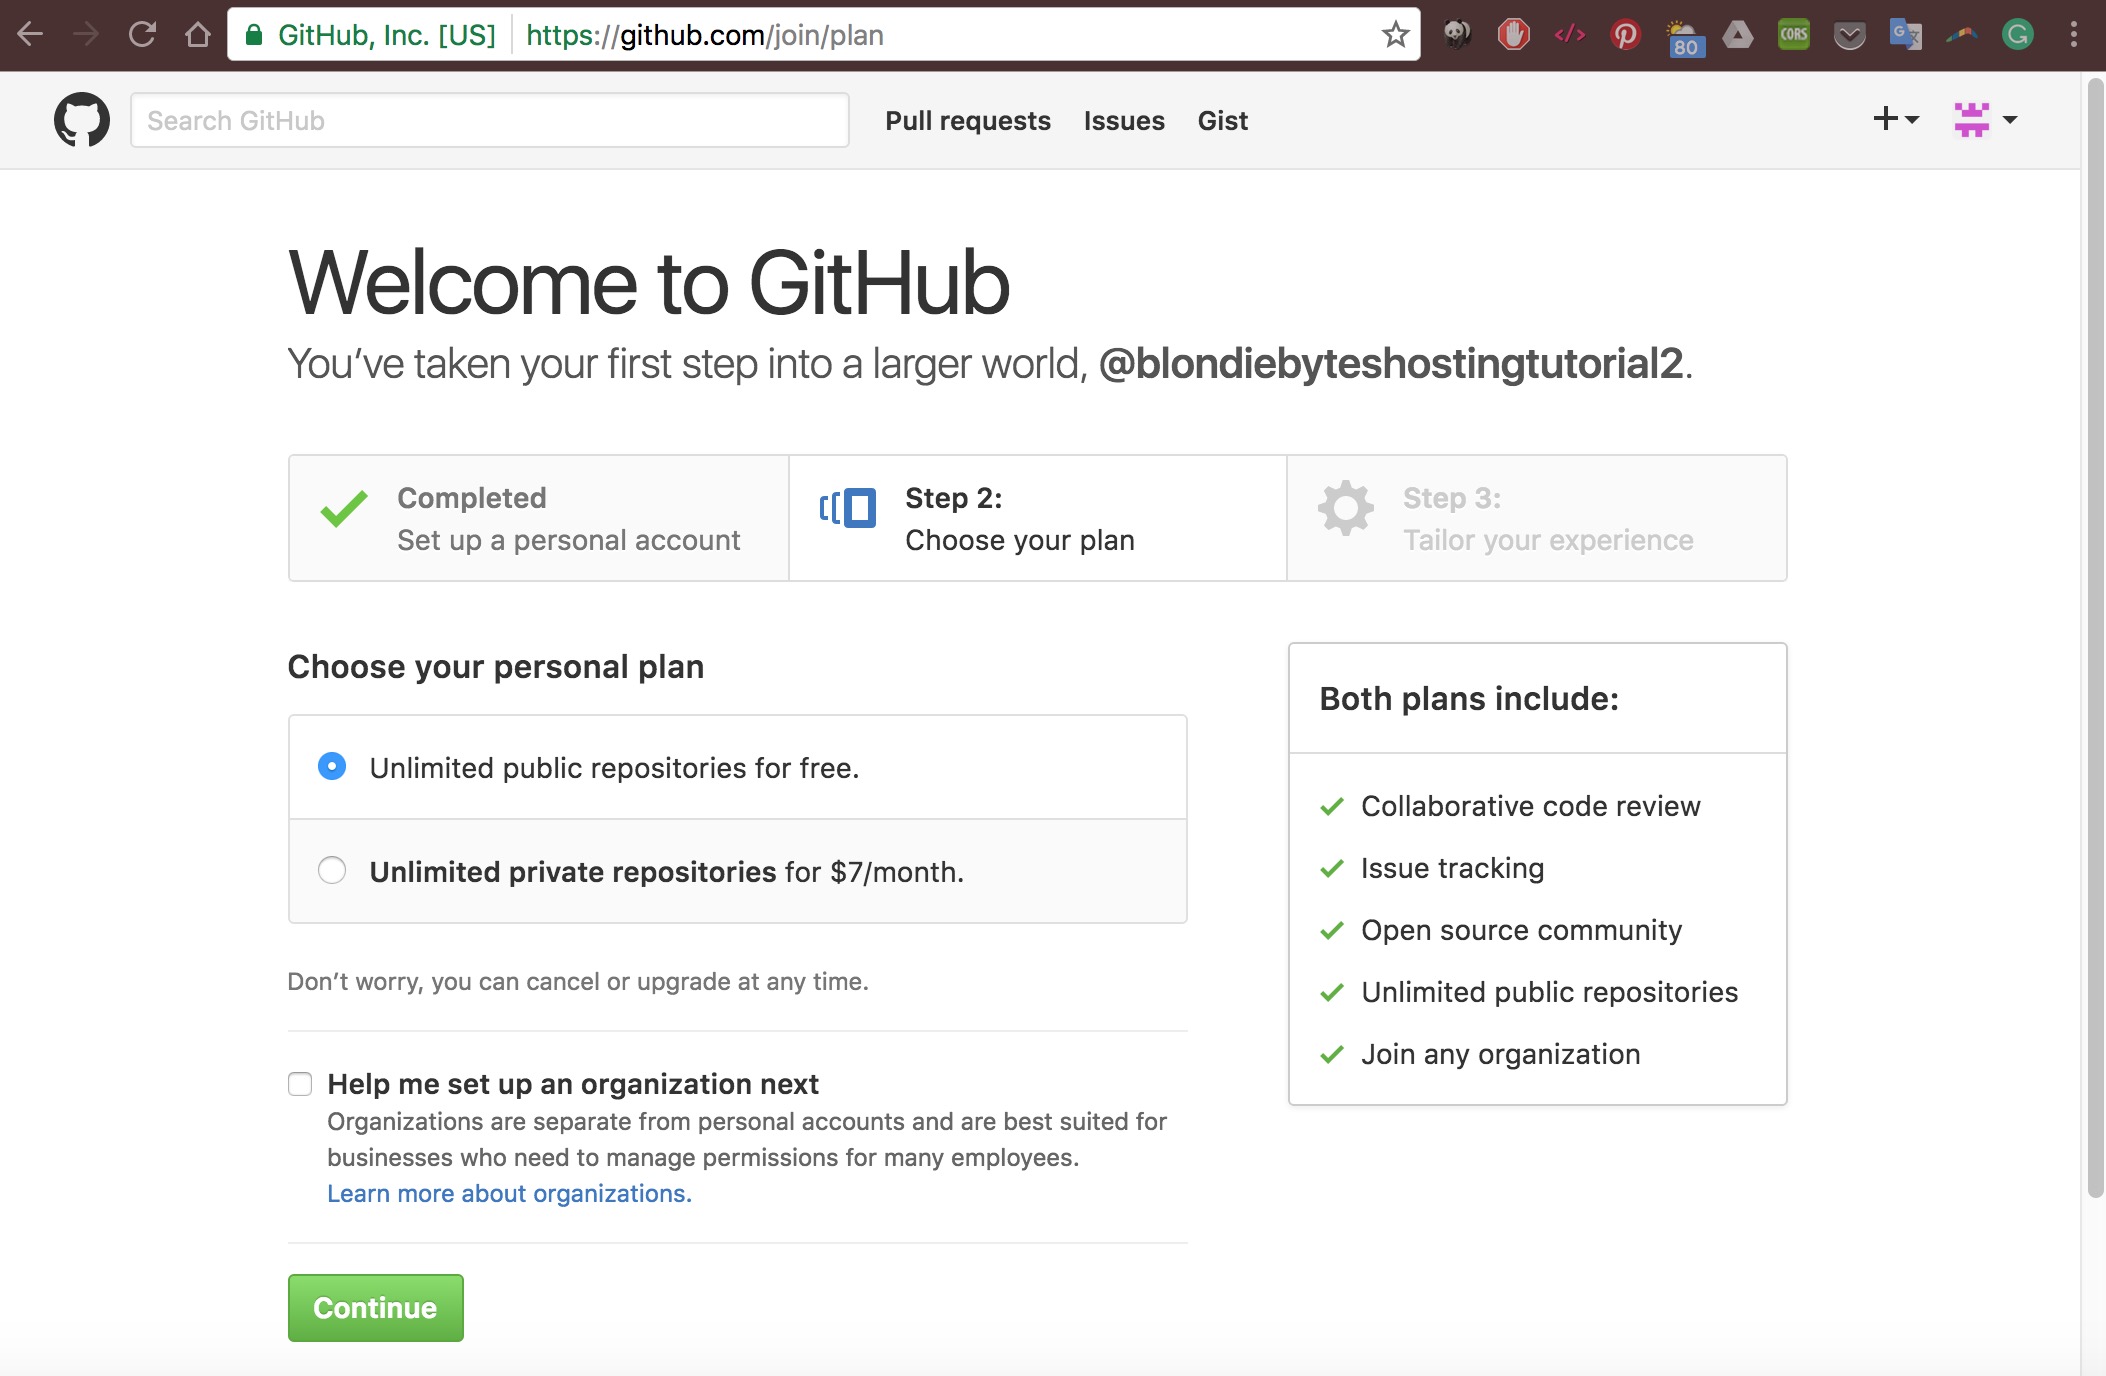 GitHub, Inc. [US] https://github.com/join/plan
80
CORS
G
Search GitHub
Pull requests Issues Gist
Welcome to GitHub
You’ve taken your first step into a larger world, @blondiebyteshostingtutorial2.
Completed
Set up a personal account
Step 2:
Choose your plan
Step 3:
Tailor your experience
Choose your personal plan
Unlimited public repositories for free.
Unlimited private repositories for $7/month.
Don’t worry, you can cancel or upgrade at any time.
Help me set up an organization next
Organizations are separate from personal accounts and are best suited for
businesses who need to manage permissions for many employees.
Learn more about organizations.
Continue
Both plans include:
Collaborative code review
Issue tracking
Open source community
Unlimited public repositories
Join any organization